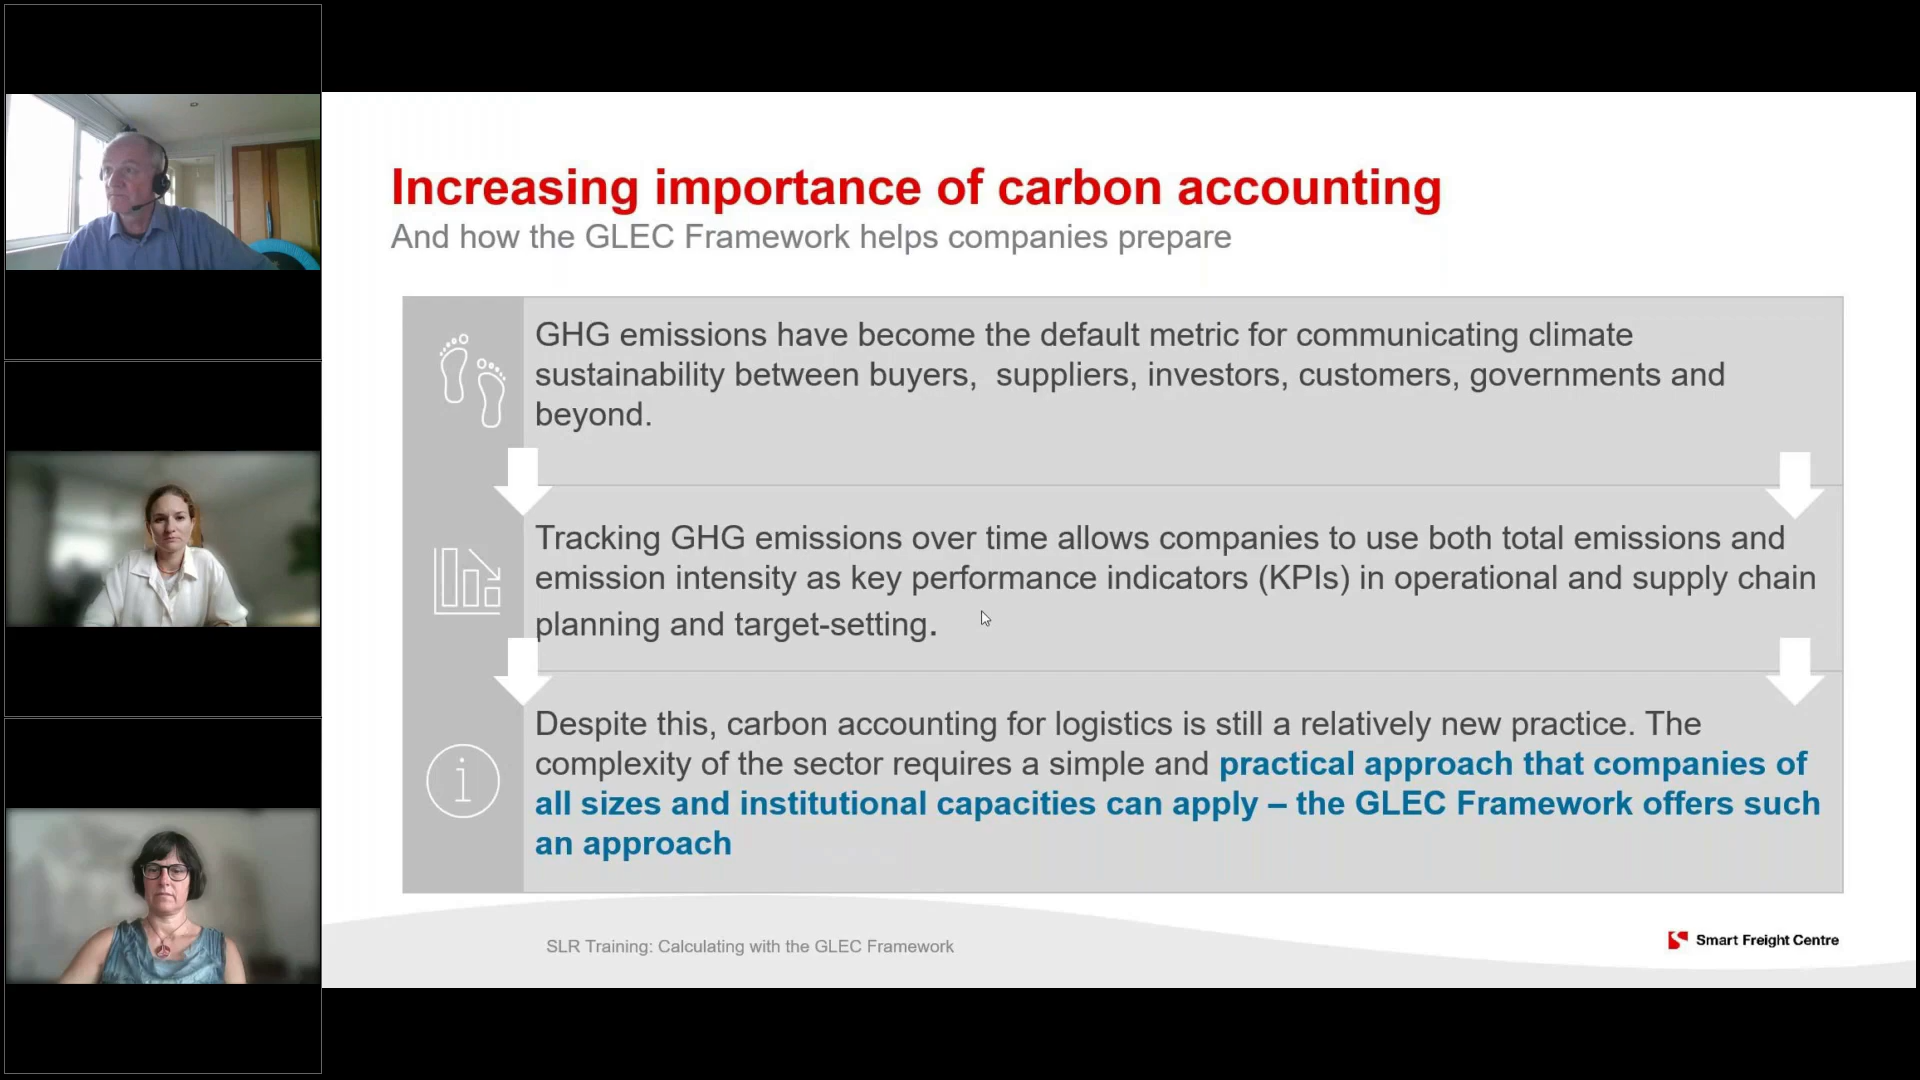 Increasing importance of carbon accounting
And how the GLEC Framework helps companies prepare
GHG emissions have become the default metric for communicating climate
sustainability between buyers,  suppliers, investors, customers, governments and
beyond.
Tracking GHG emissions over time allows companies to use both total emissions and
emission intensity as key performance indicators (KPIs) in operational and supply chain
planning and target-setting.
i
Despite this, carbon accounting for logistics is still a relatively new practice. The
complexity of the sector requires a simple and practical approach that companies of
all sizes and institutional capacities can apply – the GLEC Framework offers such
an approach
SLR Training: Calculating with the GLEC Framework
Smart Freight Centre